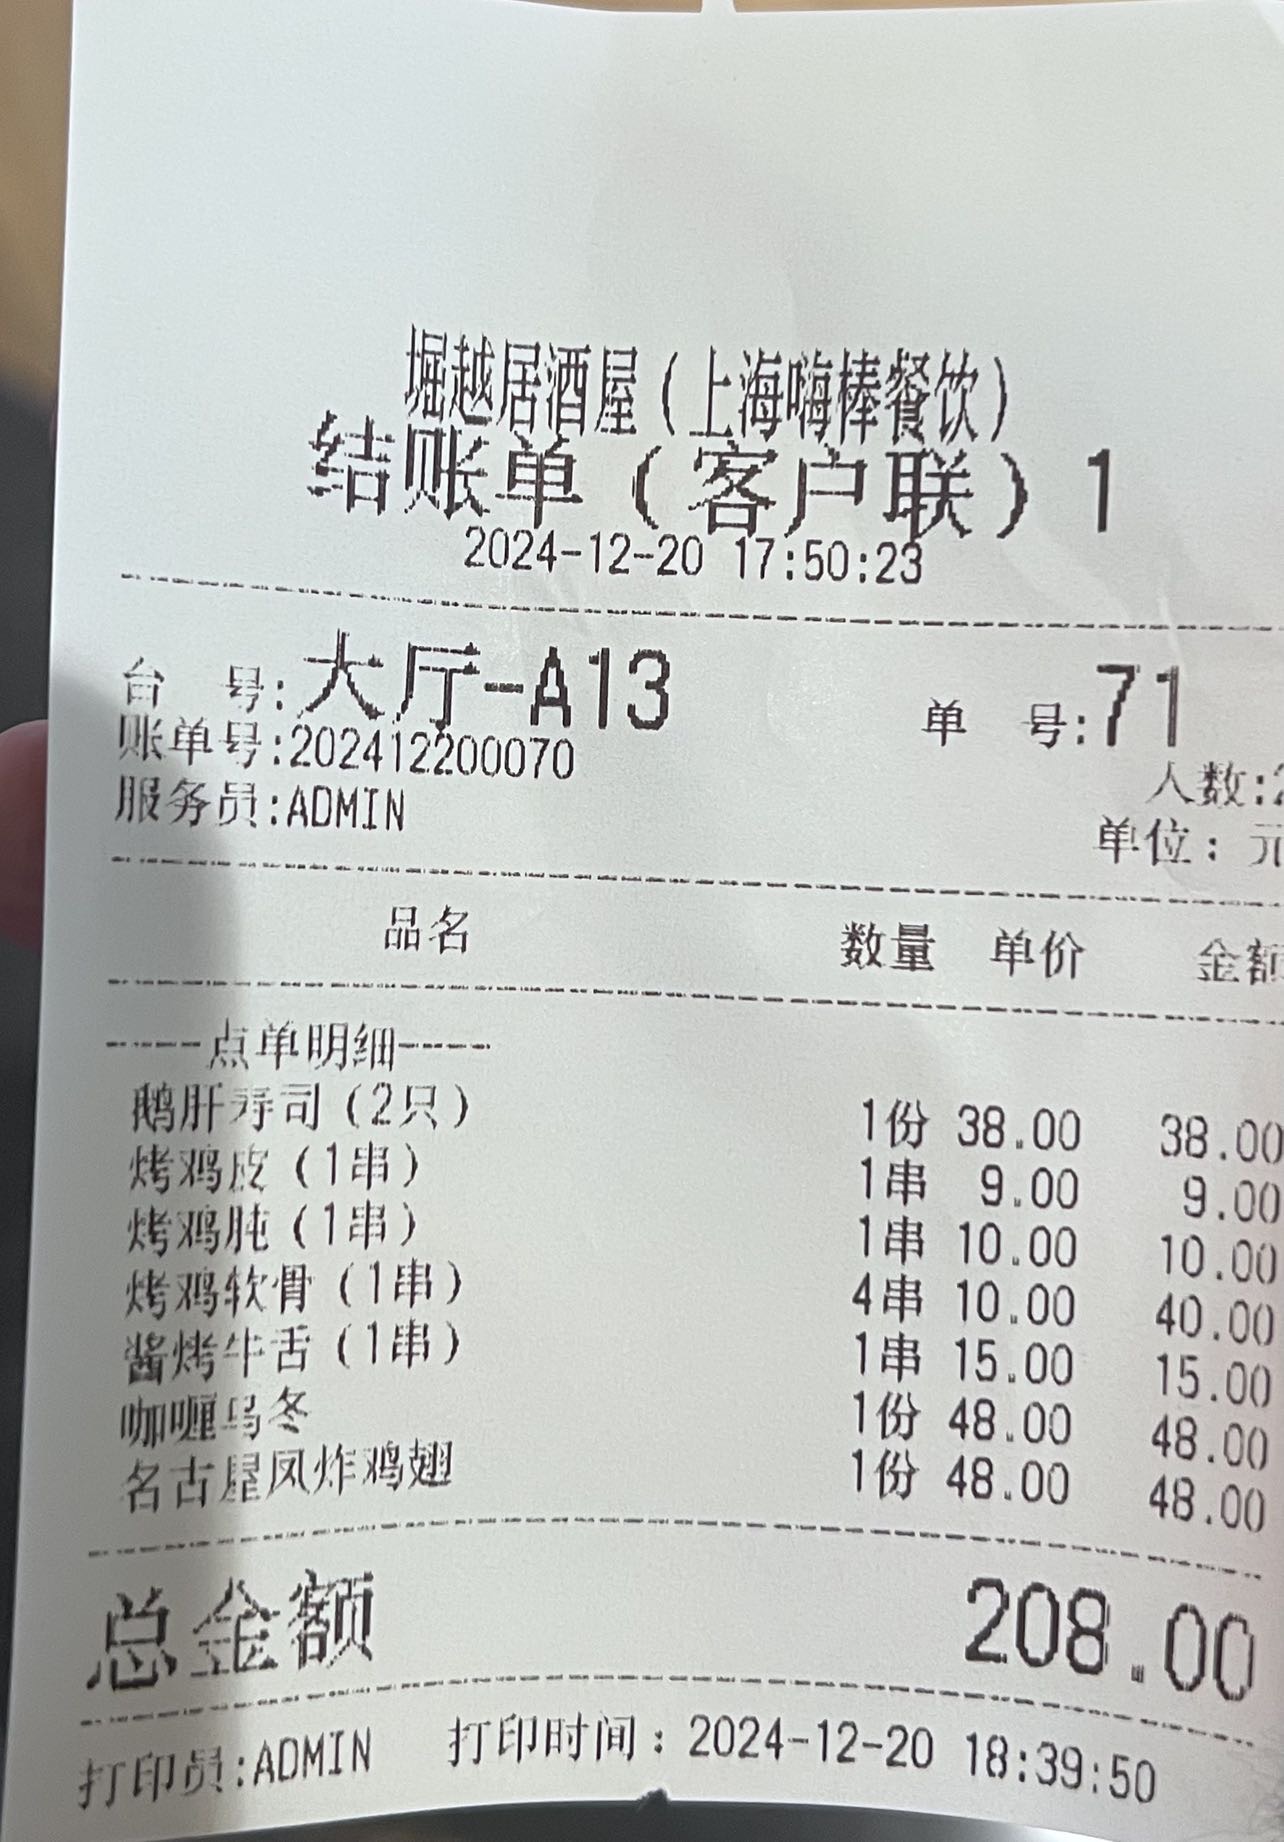 堀越居酒屋(上海嗨棒餐饮)
结账单(客户联)1
2024-12-20 17:50:23
台 号:大厅-A13 单 号:71
账单号:202412200070
人数:2
服务员:ADMIN
单位: 元
品名 数量 单价 金额
----点单明细----
鹅肝寿司(2只) 1份 38.00 38.00
烤鸡皮(1串) 1串 9.00 9.00
烤鸡肫(1串) 1串 10.00 10.00
烤鸡软骨(1串) 4串 10.00 40.00
酱烤牛舌(1串) 1串 15.00 15.00
咖喱乌冬 1份 48.00 48.00
名古屋风炸鸡翅 1份 48.00 48.00
总金额 208.00
打印员:ADMIN 打印时间: 2024-12-20 18:39:50